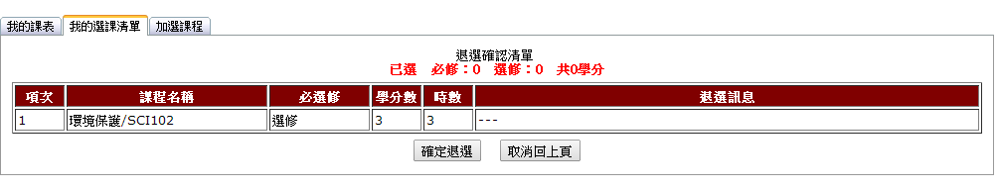 我的課表 我的選課清單 加選課程
退選確認清單
已選 必修：0 選修：0 共0學分
項次 課程名稱 必選修 學分數 時數 退選訊息
1 環境保護/SCI102 選修 3 3 ---
確定退選 取消回上頁